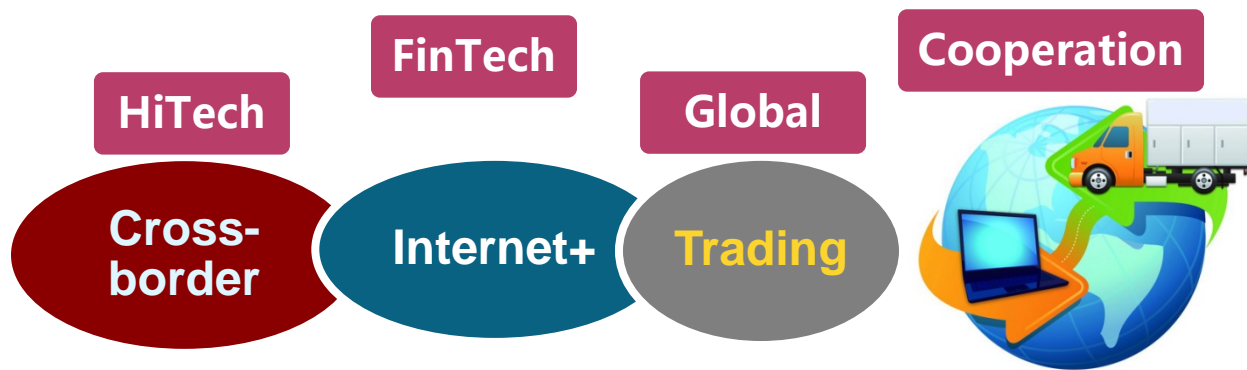 HiTech
FinTech
Global
Cooperation
Cross-
border
Internet+
Trading